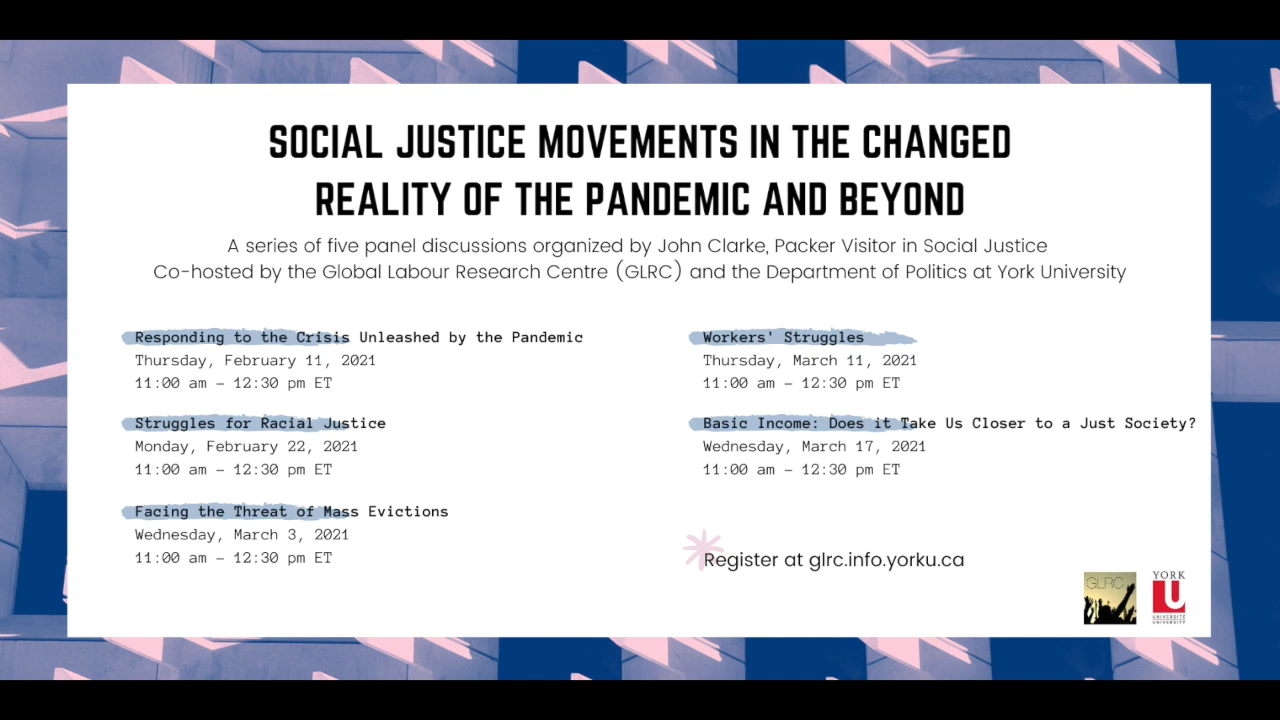 SOCIAL JUSTICE MOVEMENTS IN THE CHANGED
REALITY OF THE PANDEMIC AND BEYOND
A series of five panel discussions organized by John Clarke, Packer Visitor in Social Justice
Co-hosted by the Global Labour Research Centre (GLRC) and the Department of Politics at York University
Responding to the Crisis Unleashed by the Pandemic
Thursday, February 11, 2021
11:00 am – 12:30 pm ET
Struggles for Racial Justice
Monday, February 22, 2021
11:00 am – 12:30 pm ET
Facing the Threat of Mass Evictions
Wednesday, March 3, 2021
11:00 am – 12:30 pm ET
Workers' Struggles
Thursday, March 11, 2021
11:00 am – 12:30 pm ET
Basic Income: Does it Take Us Closer to a Just Society?
Wednesday, March 17, 2021
11:00 am – 12:30 pm ET
Register at glrc.info.yorku.ca
GLRC
YORK
U
UNIVERSITÉ
UNIVERSITY